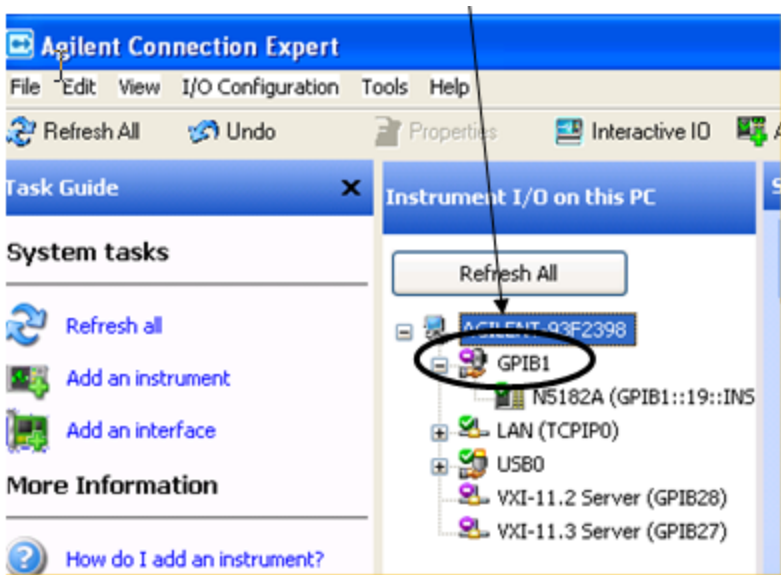 Agilent Connection Expert
File Edit View I/O Configuration Tools Help
Refresh All Undo Properties Interactive IO
Task Guide
Instrument I/O on this PC
System tasks
Refresh all
Add an instrument
Add an interface
More Information
How do I add an instrument?
Refresh All
AGILENT-93F2398
GPIB1
N5182A (GPIB1::19::INS
LAN (TCPIP0)
USB0
VXI-11.2 Server (GPIB28)
VXI-11.3 Server (GPIB27)